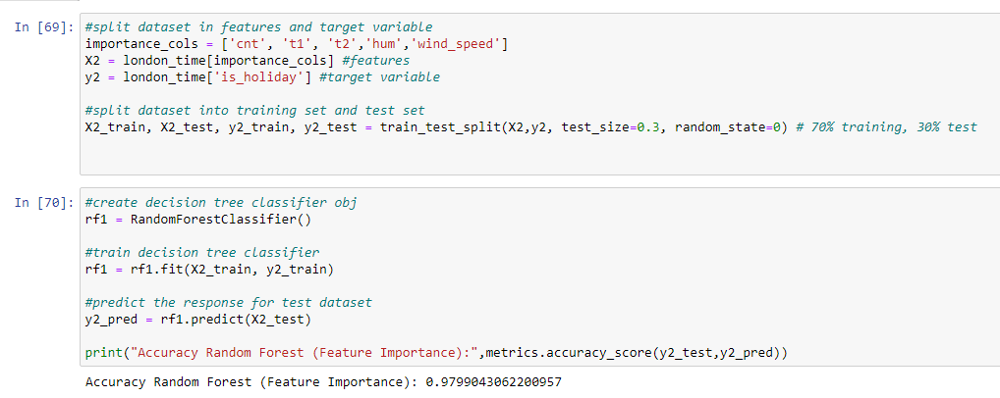 In [69]: #split dataset in features and target variable
importance_cols = ['cnt', 't1', 't2','hum','wind_speed']
X2 = london_time[importance_cols] #features
y2 = london_time['is_holiday'] #target variable
#split dataset into training set and test set
X2_train, X2_test, y2_train, y2_test = train_test_split(X2,y2, test_size=0.3, random_state=0) # 70% training, 30% test
In [70]: #create decision tree classifier obj
rf1 = RandomForestClassifier()
#train decision tree classifier
rf1 = rf1.fit(X2_train, y2_train)
#predict the response for test dataset
y2_pred = rf1.predict(X2_test)
print("Accuracy Random Forest (Feature Importance):",metrics.accuracy_score(y2_test,y2_pred))
Accuracy Random Forest (Feature Importance): 0.9799043062200957